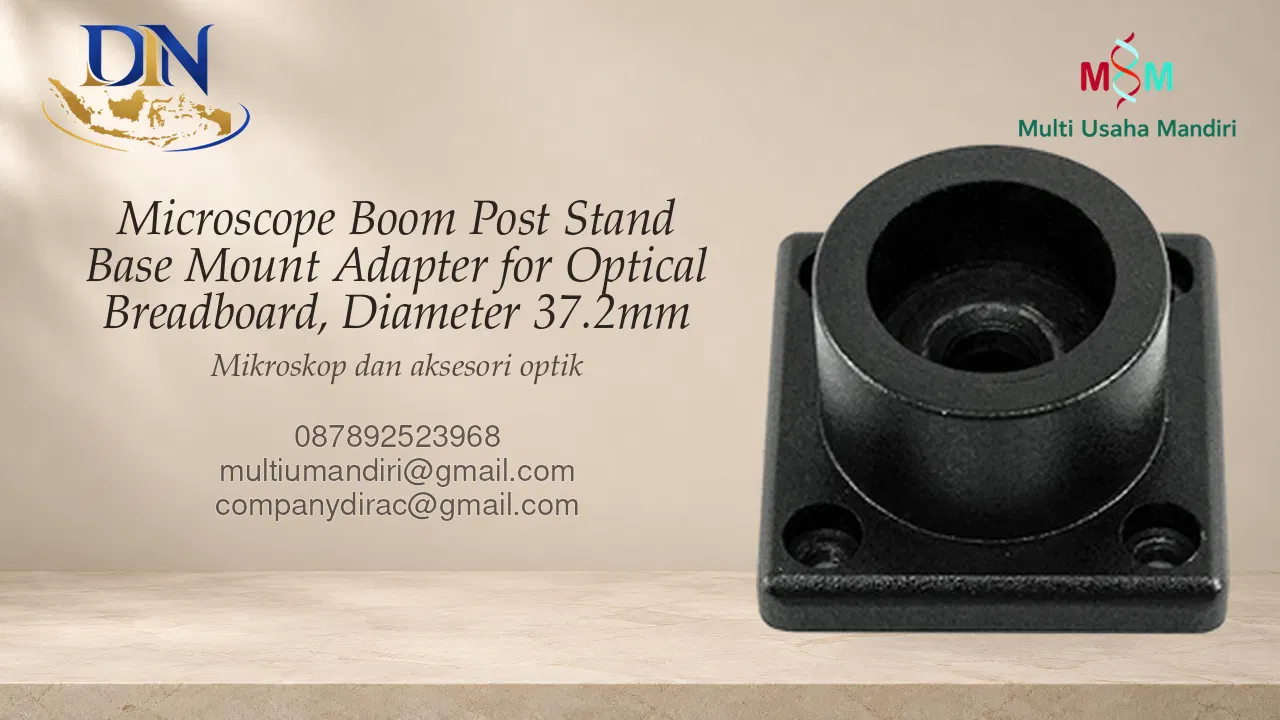 DN
M M
Multi Usaha Mandiri
Microscope Boom Post Stand
Base Mount Adapter for Optical
Breadboard, Diameter 37.2mm
Mikroskop dan aksesori optik
087892523968
multiumandiri@gmail.com
companydirac@gmail.com